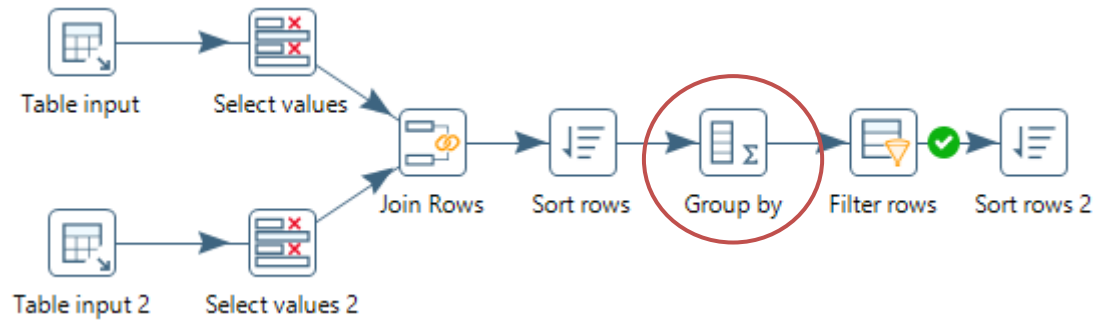 Table input
Select values
Join Rows
Sort rows
Σ
Group by
Filter rows
Sort rows 2
Table input 2
Select values 2